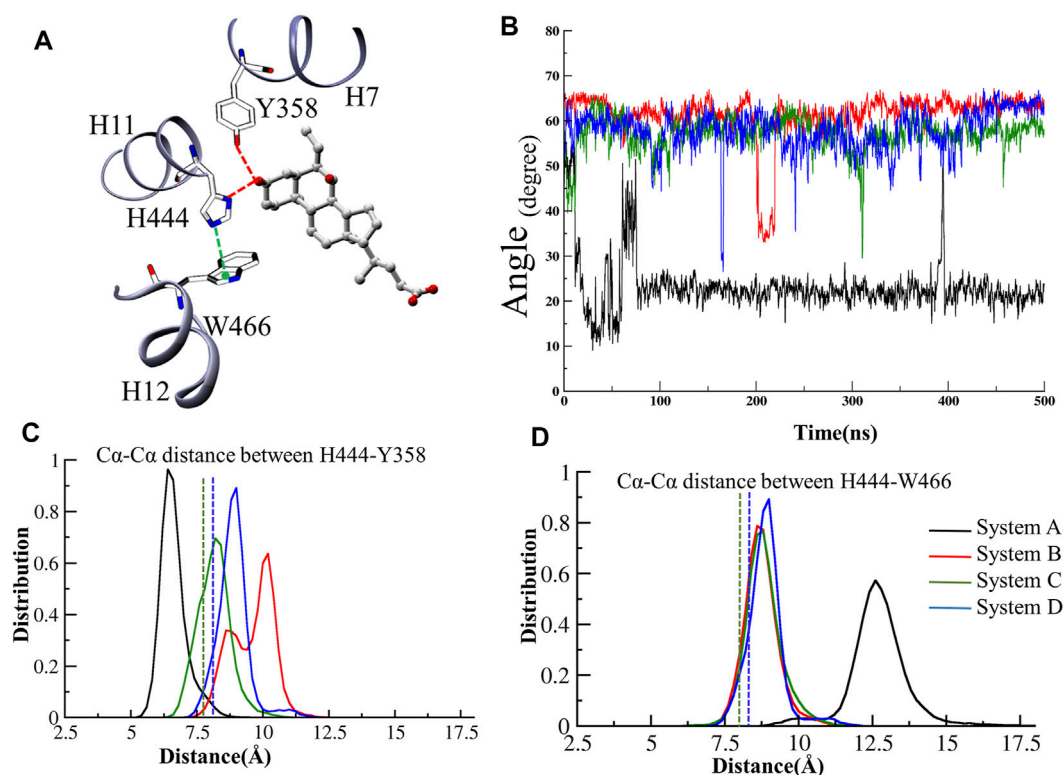 A
Y358
H7
H11
H444
W466
H12
B
Angle (degree)
80
70
60
50
40
30
20
10
0
0
100
200
300
400
500
Time(ns)
C
Cα-Cα distance between H444-Y358
Distribution
1
0.8
0.6
0.4
0.2
0
2.5
5
7.5
10
12.5
15
17.5
Distance(Å)
D
Cα-Cα distance between H444-W466
Distribution
1
0.8
0.6
0.4
0.2
0
2.5
5
7.5
10
12.5
15
17.5
Distance(Å)
System A
System B
System C
System D